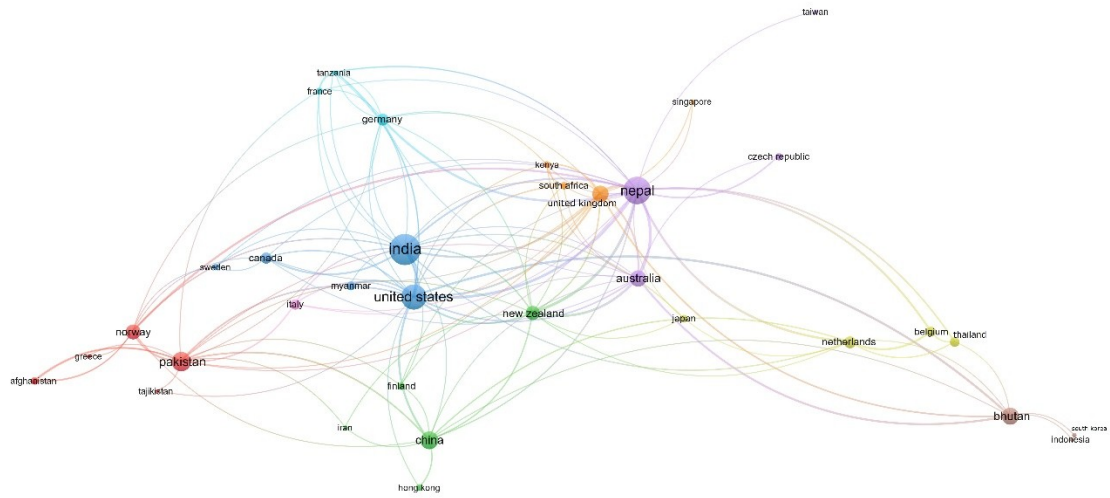 taiwan
tanzania
france
singapore
germany
czech republic
kenya
south africa
nepal
united kingdom
india
canada
sweden
australia
myanmar
united states
italy
new zealand
japan
norway
belgium
thailand
netherlands
greece
pakistan
afghanistan
finland
tajikistan
bhutan
iran
south korea
china
indonesia
hong kong